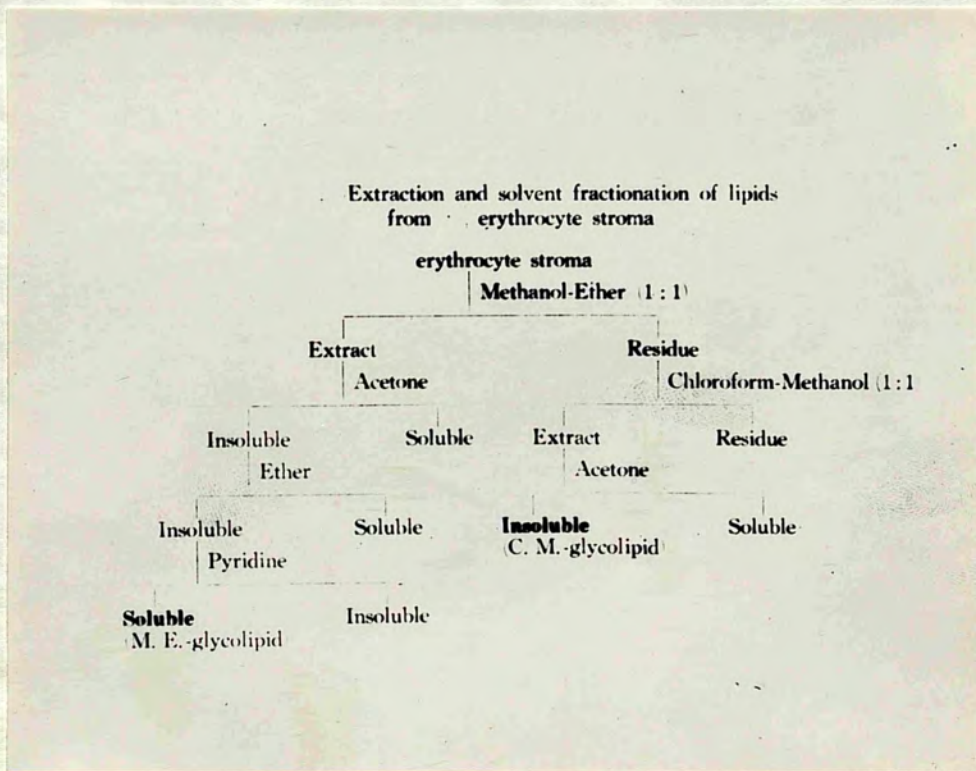 Extraction and solvent fractionation of lipids
from erythrocyte stroma
erythrocyte stroma
Methanol-Ether (1 : 1)
Extract Residue
Acetone Chloroform-Methanol (1 : 1
Insoluble Soluble Extract Residue
Ether Acetone
Insoluble Soluble Insoluble Soluble
Pyridine (C. M.-glycolipid)
Soluble Insoluble
(M. E.-glycolipid